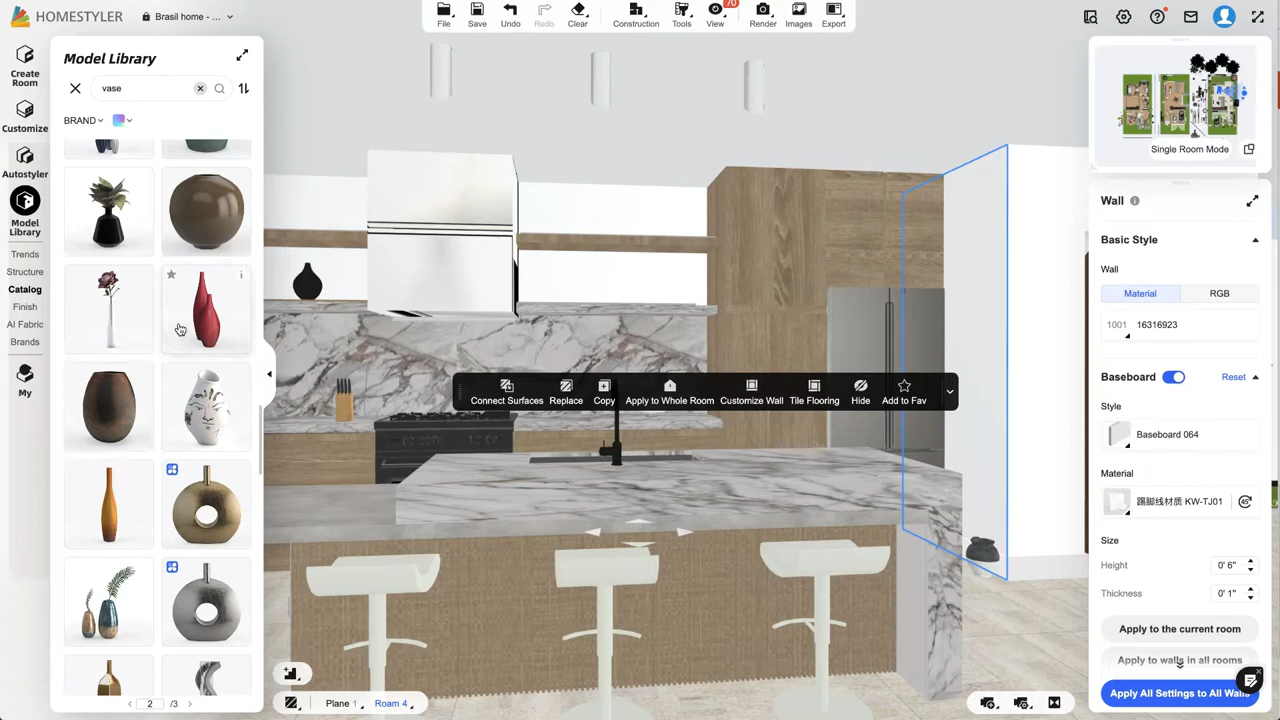 HOMESTYLER
Brasil home - ...
File
Save
Undo
Redo
Clear
Construction
Tools
View
70
Render
Images
Export
Create
Room
Customize
Autostyler
Model
Library
Trends
Structure
Catalog
Finish
AI Fabric
Brands
My
Model Library
vase
BRAND
2 /3
Connect Surfaces
Replace
Copy
Apply to Whole Room
Customize Wall
Tile Flooring
Hide
Add to Fav
Plane 1
Roam 4
Single Room Mode
Wall
Basic Style
Wall
Material
RGB
1001 16316923
Baseboard
Reset
Style
Baseboard 064
Material
踢脚线材质 KW-TJ01
45°
Size
Height
0' 6"
Thickness
0' 1"
Apply to the current room
Apply to walls in all rooms
Apply All Settings to All Walls